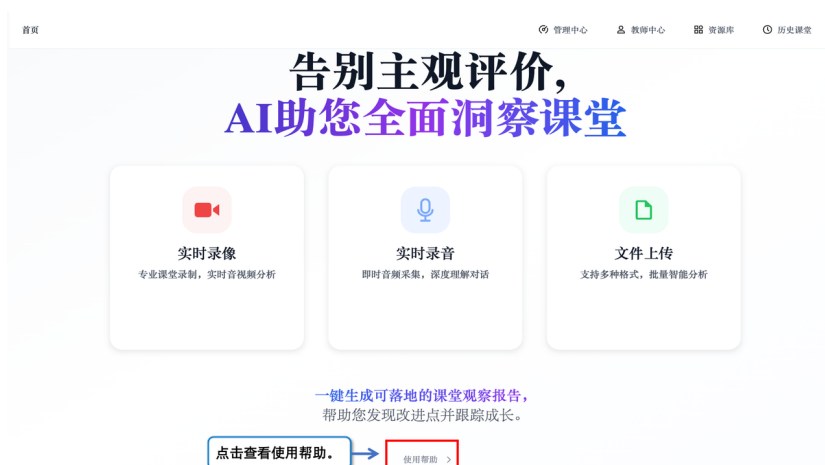 首页
管理中心
教师中心
资源库
历史课堂
告别主观评价,
AI助您全面洞察课堂
实时录像
专业课堂录制，实时音视频分析
实时录音
即时音频采集，深度理解对话
文件上传
支持多种格式，批量智能分析
一键生成可落地的课堂观察报告，
帮助您发现改进点并跟踪成长。
点击查看使用帮助。
使用帮助 >